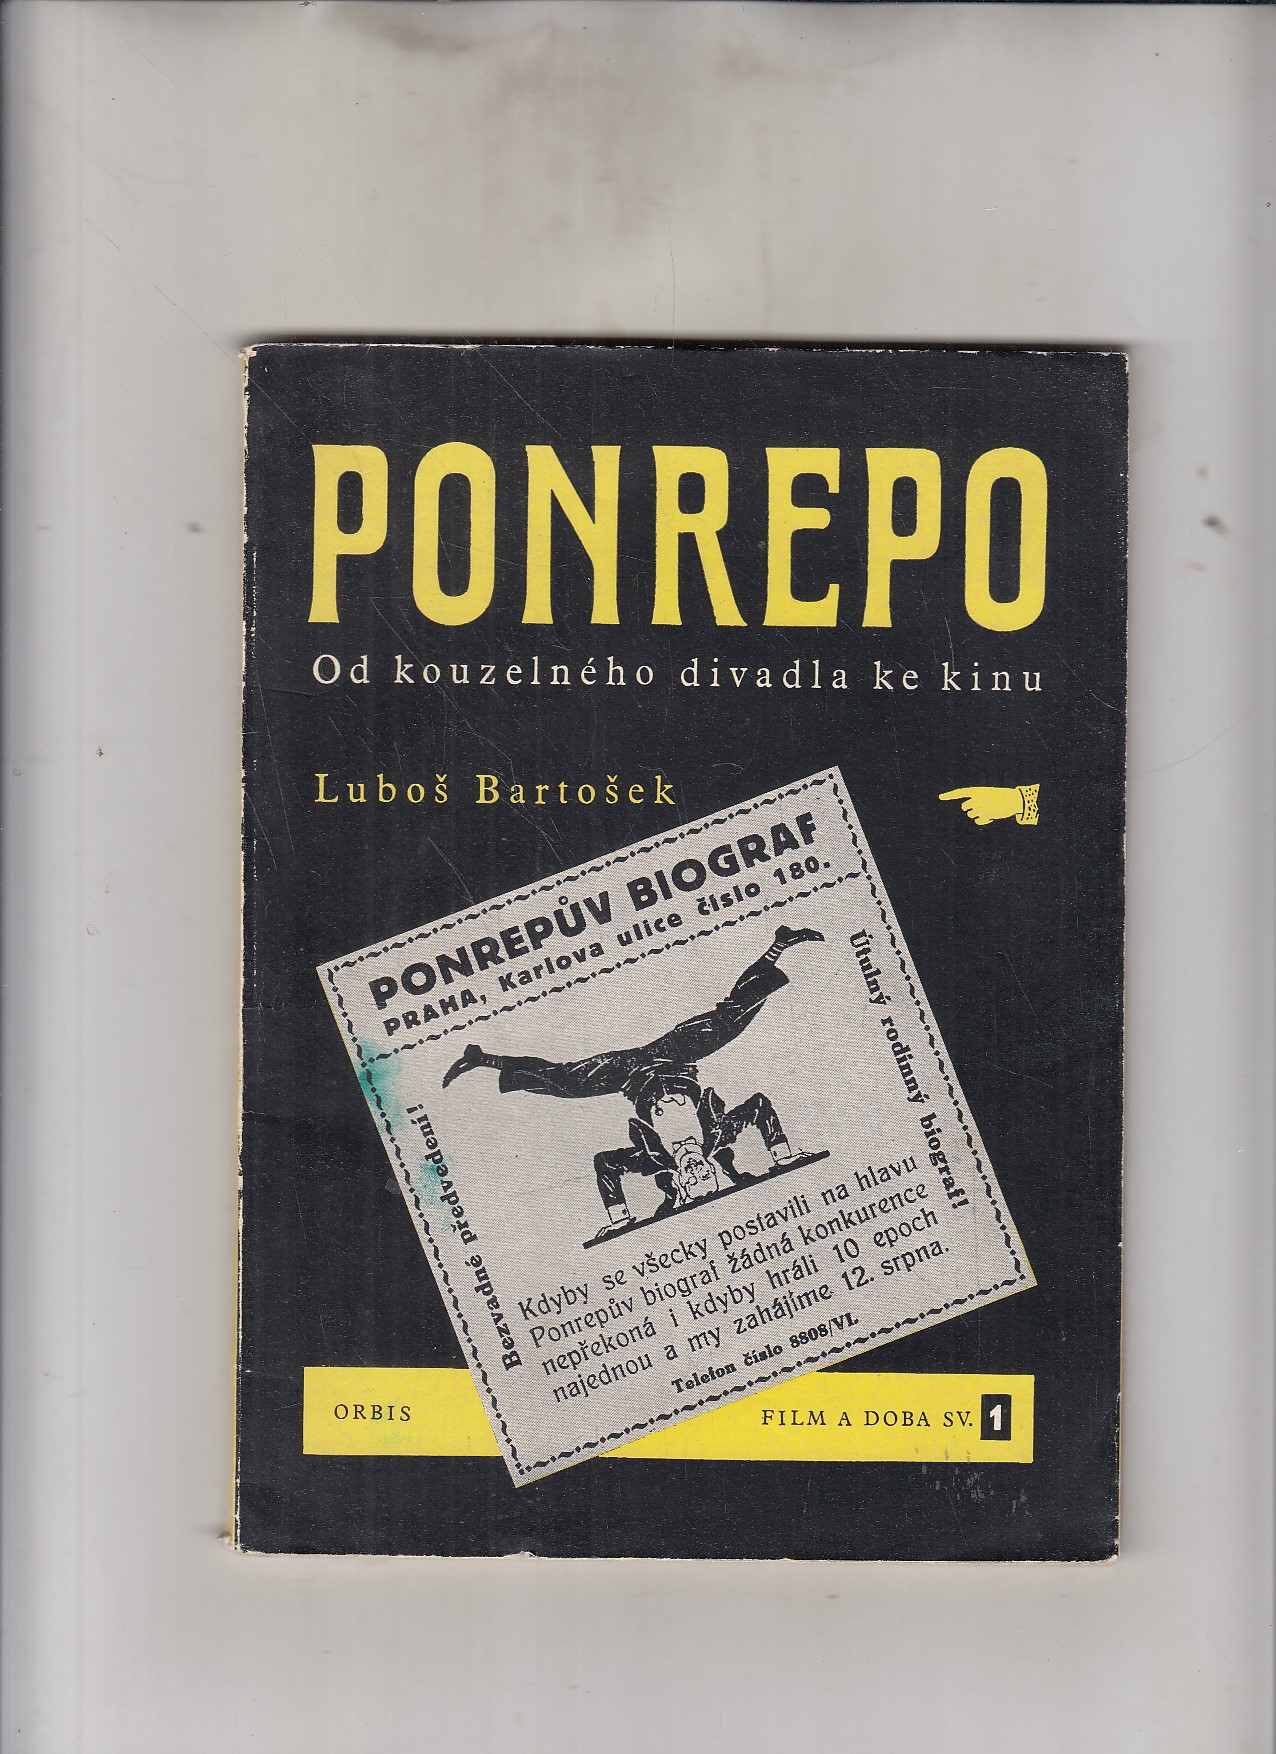 PONREPO
Od kouzelného divadla ke kinu
Luboš Bartošek
PONREPŮV BIOGRAF
PRAHA, Karlova ulice číslo 180.
Bezvadné předvedení!
Útulný rodinný biograf!
Kdyby se všecky postavili na hlavu
Ponrepův biograf žádná konkurence
nepřekoná i kdyby hráli 10 epoch
najednou a my zahájíme 12. srpna.
Telefon číslo 8808/VI.
ORBIS
FILM A DOBA SV. 1